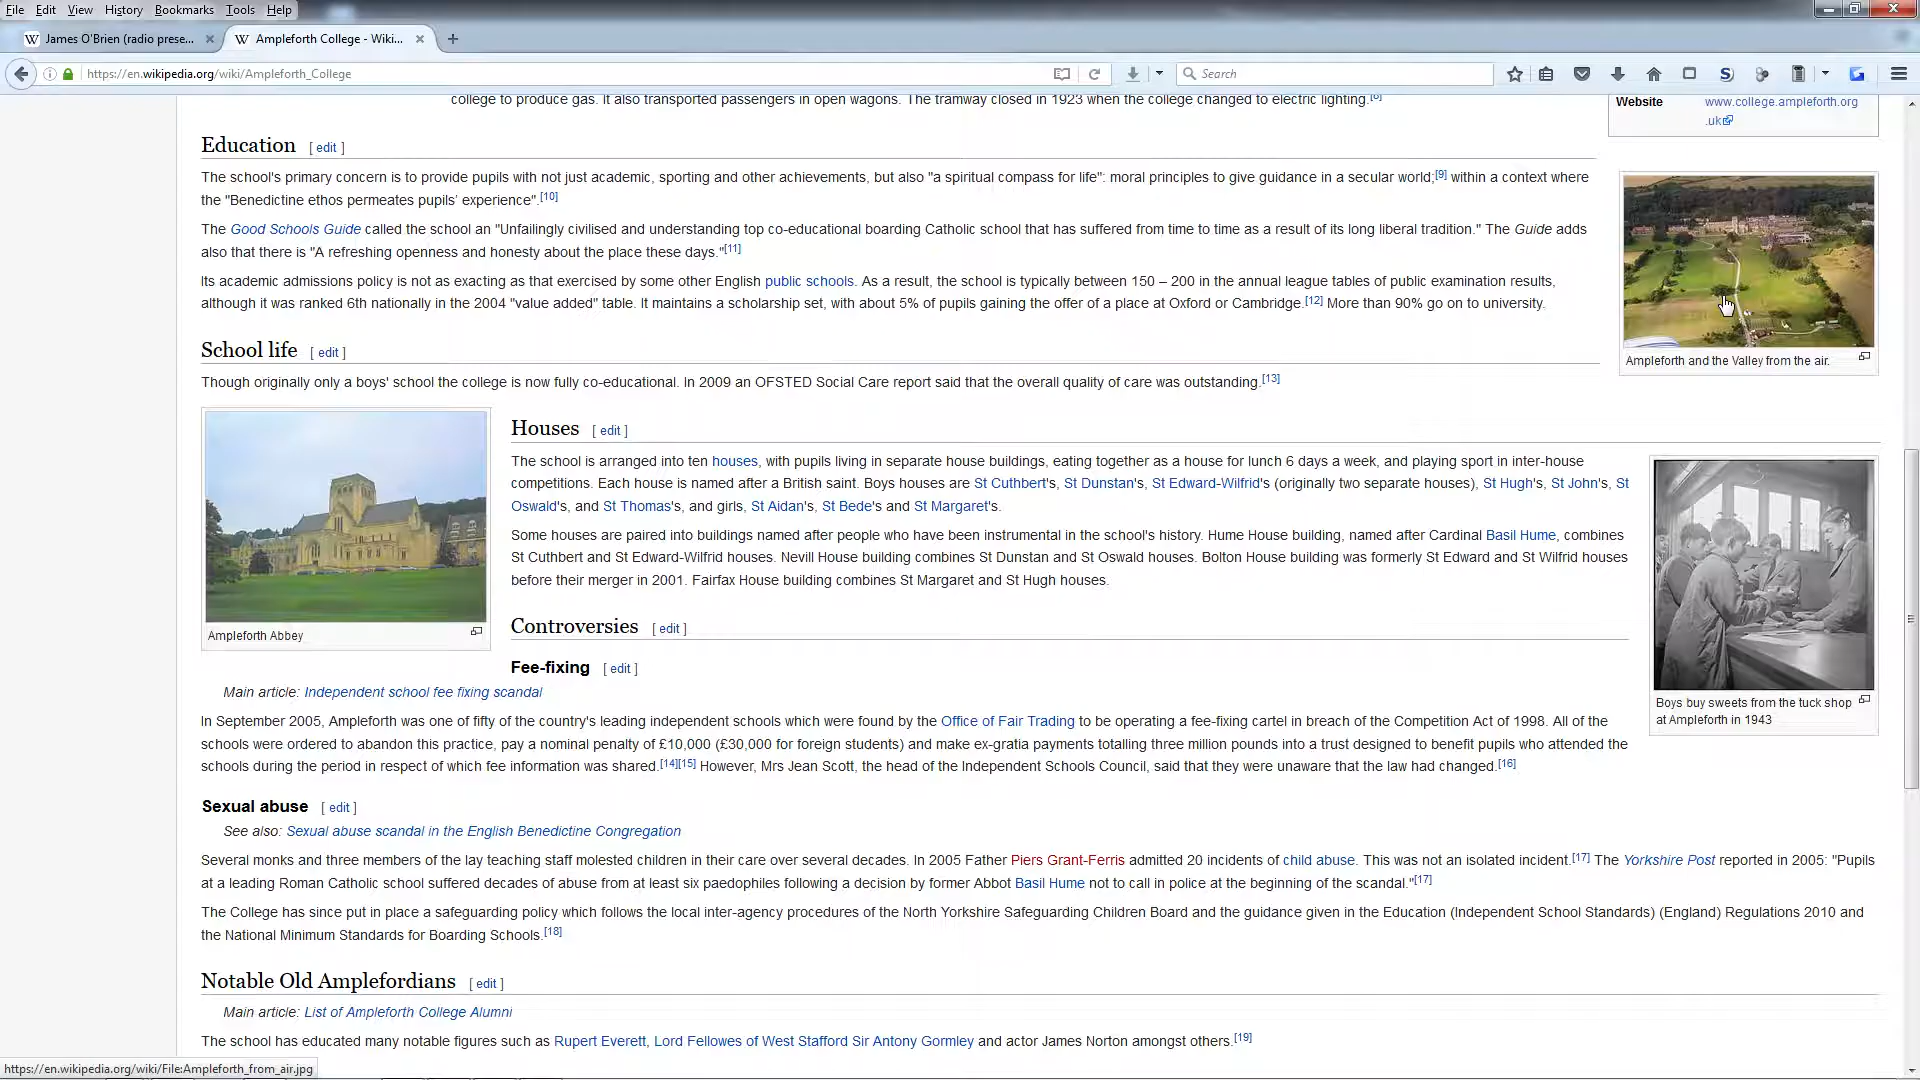 File Edit View History Bookmarks Tools Help
James O'Brien (radio prese...
Ampleforth College - Wiki...
https://en.wikipedia.org/wiki/Ampleforth_College
Search
college to produce gas. It also transported passengers in open wagons. The tramway closed in 1923 when the college changed to electric lighting.[8]
Website www.college.ampleforth.org
.uk
Education [ edit ]
The school's primary concern is to provide pupils with not just academic, sporting and other achievements, but also "a spiritual compass for life": moral principles to give guidance in a secular world;[9] within a context where
the "Benedictine ethos permeates pupils' experience".[10]
The Good Schools Guide called the school an "Unfailingly civilised and understanding top co-educational boarding Catholic school that has suffered from time to time as a result of its long liberal tradition." The Guide adds
also that there is "A refreshing openness and honesty about the place these days."[11]
Its academic admissions policy is not as exacting as that exercised by some other English public schools. As a result, the school is typically between 150 – 200 in the annual league tables of public examination results,
although it was ranked 6th nationally in the 2004 "value added" table. It maintains a scholarship set, with about 5% of pupils gaining the offer of a place at Oxford or Cambridge.[12] More than 90% go on to university.
Ampleforth and the Valley from the air.
School life [ edit ]
Though originally only a boys' school the college is now fully co-educational. In 2009 an OFSTED Social Care report said that the overall quality of care was outstanding.[13]
Ampleforth Abbey
Houses [ edit ]
The school is arranged into ten houses, with pupils living in separate house buildings, eating together as a house for lunch 6 days a week, and playing sport in inter-house
competitions. Each house is named after a British saint. Boys houses are St Cuthbert's, St Dunstan's, St Edward-Wilfrid's (originally two separate houses), St Hugh's, St John's, St
Oswald's, and St Thomas's, and girls, St Aidan's, St Bede's and St Margaret's.
Some houses are paired into buildings named after people who have been instrumental in the school's history. Hume House building, named after Cardinal Basil Hume, combines
St Cuthbert and St Edward-Wilfrid houses. Nevill House building combines St Dunstan and St Oswald houses. Bolton House building was formerly St Edward and St Wilfrid houses
before their merger in 2001. Fairfax House building combines St Margaret and St Hugh houses.
Boys buy sweets from the tuck shop
at Ampleforth in 1943
Controversies [ edit ]
Fee-fixing [ edit ]
Main article: Independent school fee fixing scandal
In September 2005, Ampleforth was one of fifty of the country's leading independent schools which were found by the Office of Fair Trading to be operating a fee-fixing cartel in breach of the Competition Act of 1998. All of the
schools were ordered to abandon this practice, pay a nominal penalty of £10,000 (£30,000 for foreign students) and make ex-gratia payments totalling three million pounds into a trust designed to benefit pupils who attended the
schools during the period in respect of which fee information was shared.[14][15] However, Mrs Jean Scott, the head of the Independent Schools Council, said that they were unaware that the law had changed.[16]
Sexual abuse [ edit ]
See also: Sexual abuse scandal in the English Benedictine Congregation
Several monks and three members of the lay teaching staff molested children in their care over several decades. In 2005 Father Piers Grant-Ferris admitted 20 incidents of child abuse. This was not an isolated incident.[17] The Yorkshire Post reported in 2005: "Pupils
at a leading Roman Catholic school suffered decades of abuse from at least six paedophiles following a decision by former Abbot Basil Hume not to call in police at the beginning of the scandal."[17]
The College has since put in place a safeguarding policy which follows the local inter-agency procedures of the North Yorkshire Safeguarding Children Board and the guidance given in the Education (Independent School Standards) (England) Regulations 2010 and
the National Minimum Standards for Boarding Schools.[18]
Notable Old Amplefordians [ edit ]
Main article: List of Ampleforth College Alumni
The school has educated many notable figures such as Rupert Everett, Lord Fellowes of West Stafford Sir Antony Gormley and actor James Norton amongst others.[19]
https://en.wikipedia.org/wiki/File:Ampleforth_from_air.jpg